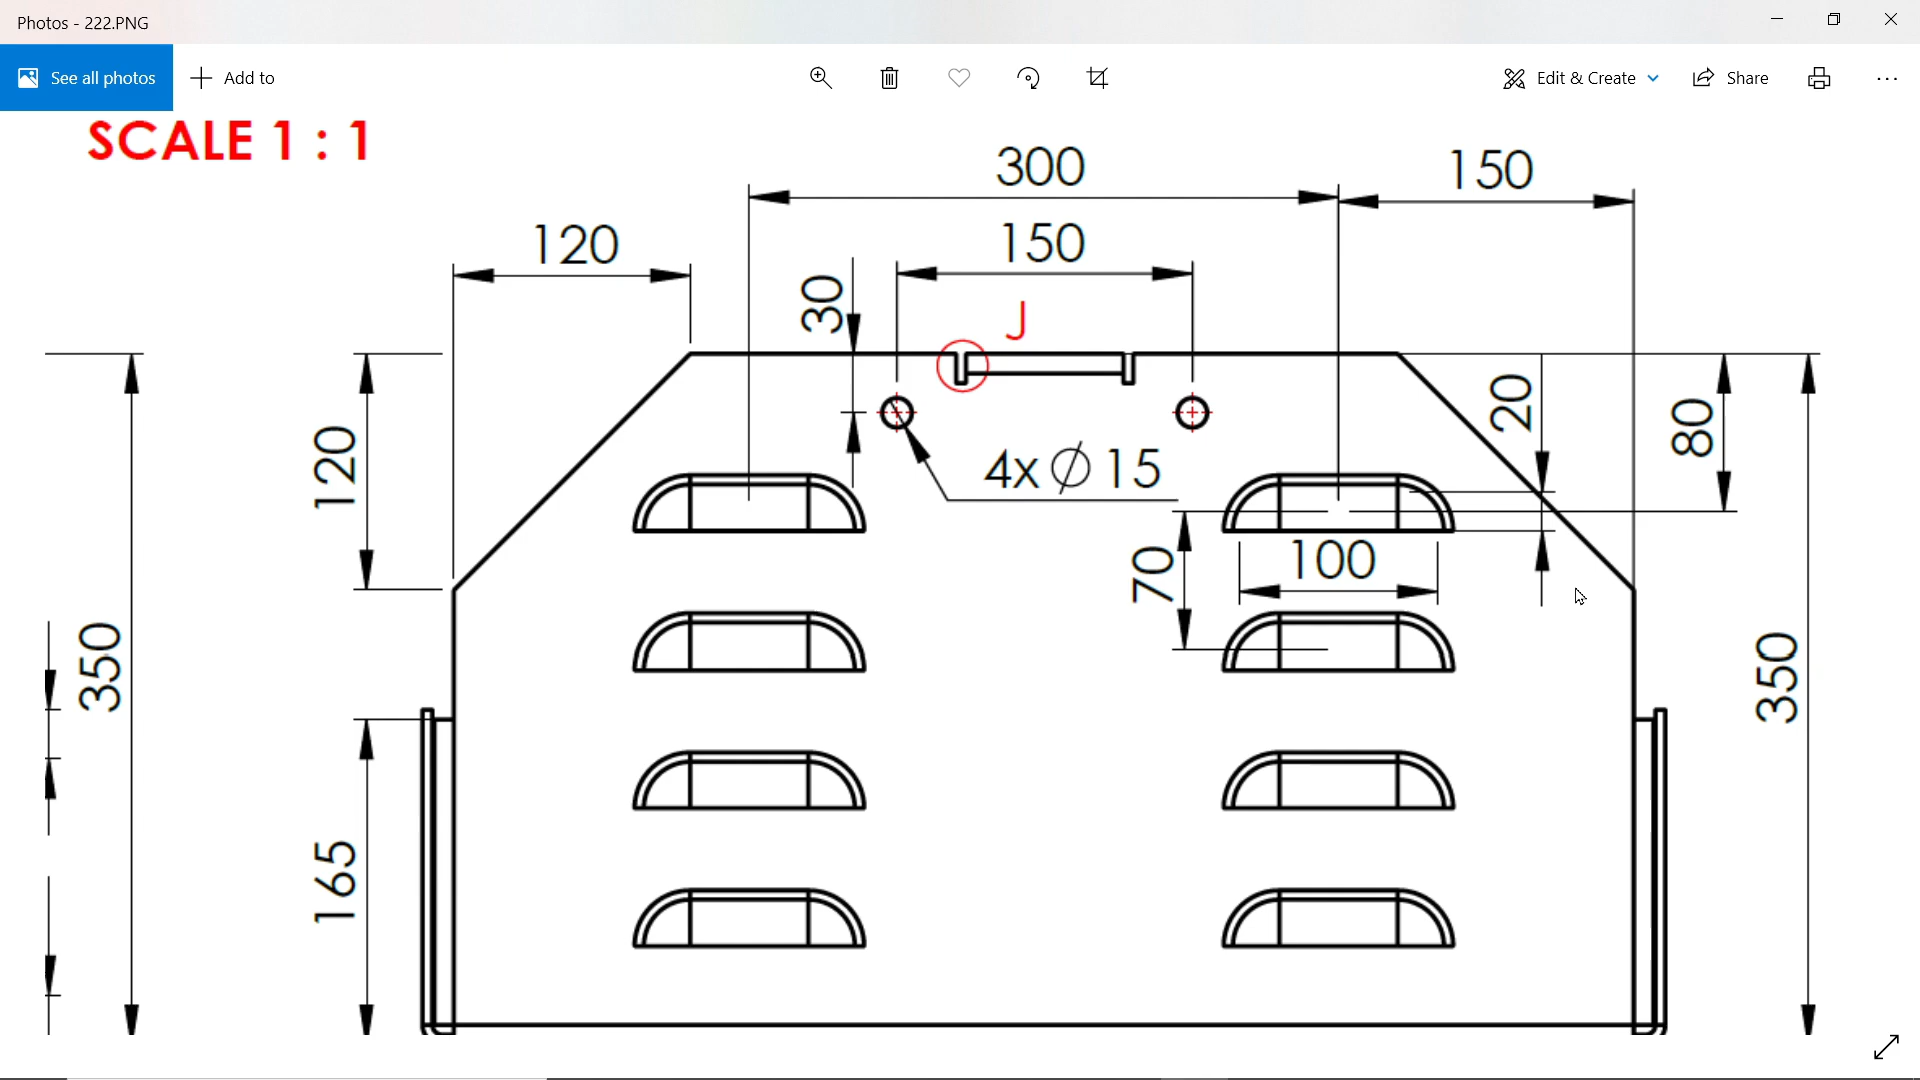 Photos - 222.PNG
See all photos
Add to
Edit & Create
Share
SCALE 1 : 1
300
150
120
150
30
J
20
80
120
4x Ø 15
100
70
350
350
165